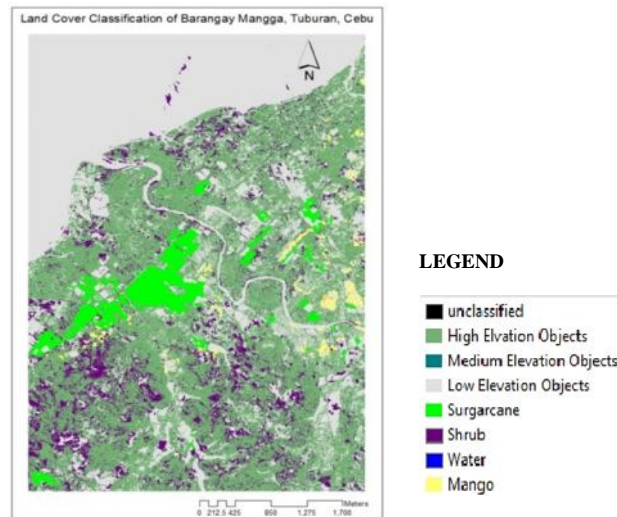 Land Cover Classification of Barangay Mangga, Tuburan, Cebu
N
LEGEND
unclassified
High Elvation Objects
Medium Elevation Objects
Low Elevation Objects
Surgarcane
Shrub
Water
Mango
Meters
0 212.5 425 850 1,275 1,700